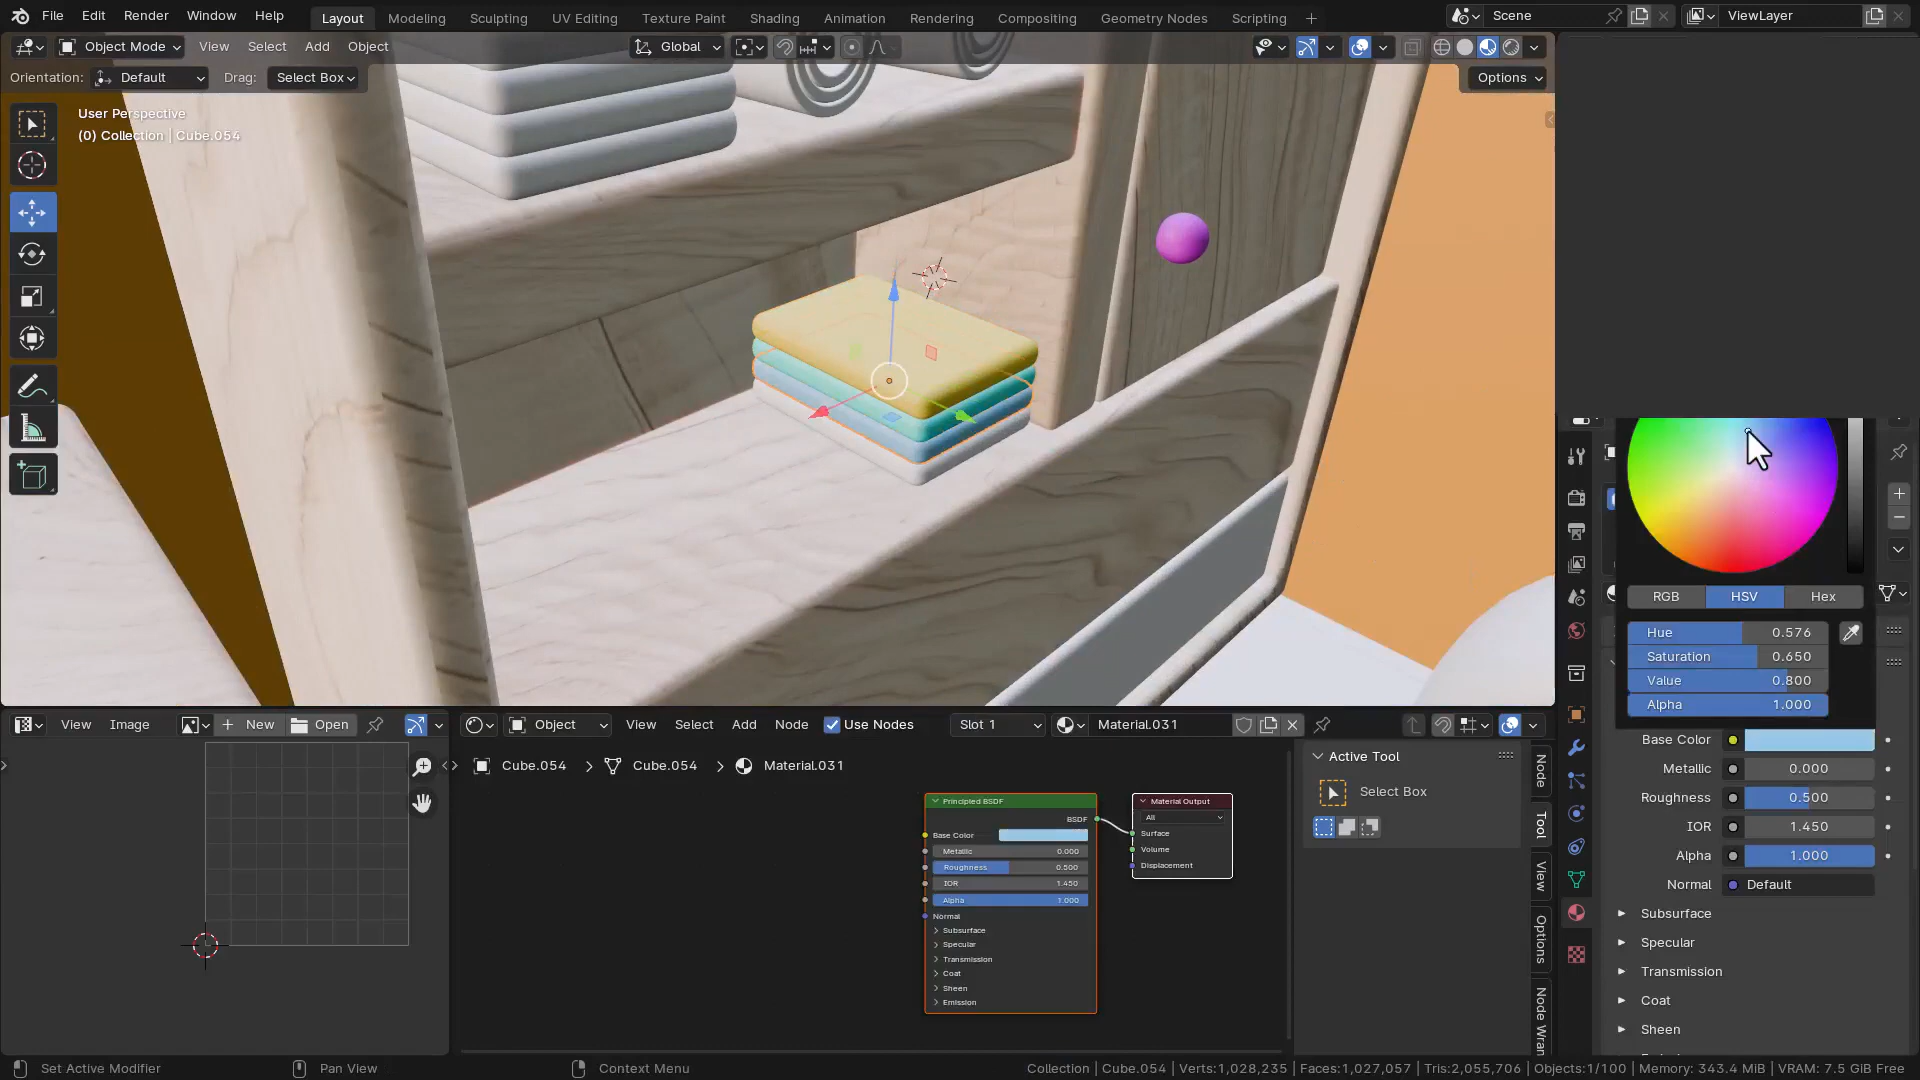 File Edit Render Window Help Layout Modeling Sculpting UV Editing Texture Paint Shading Animation Rendering Compositing Geometry Nodes Scripting + Scene ViewLayer
Object Mode View Select Add Object Global
Orientation: Default Drag: Select Box Options
User Perspective
(0) Collection | Cube.054
RGB HSV Hex
Hue 0.576
Saturation 0.650
Value 0.800
Alpha 1.000
Base Color
Metallic 0.000
Roughness 0.500
IOR 1.450
Alpha 1.000
Normal Default
Subsurface
Specular
Transmission
Coat
Sheen
View Image New Open
Object View Select Add Node Use Nodes Slot 1 Material.031
Cube.054 > Cube.054 > Material.031
Principled BSDF
BSDF
Base Color
Metallic 0.000
Roughness 0.500
IOR 1.450
Alpha 1.000
Normal
Subsurface
Specular
Transmission
Coat
Sheen
Emission
Material Output
All
Surface
Volume
Displacement
Active Tool
Select Box
Node
Tool
View
Options
Node Wran
Set Active Modifier Pan View Context Menu Collection | Cube.054 | Verts:1,028,235 | Faces:1,027,057 | Tris:2,055,706 | Objects:1/100 | Memory: 343.4 MiB | VRAM: 7.5 GiB Free